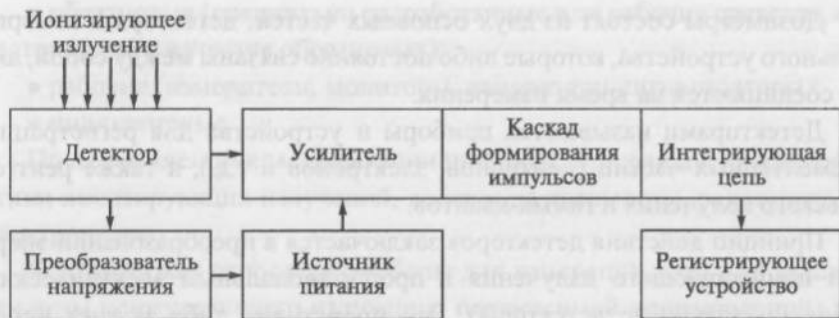 Ионизирующее
излучение
Детектор
Усилитель
Каскад
формирования
импульсов
Интегрирующая
цепь
Преобразователь
напряжения
Источник
питания
Регистрирующее
устройство